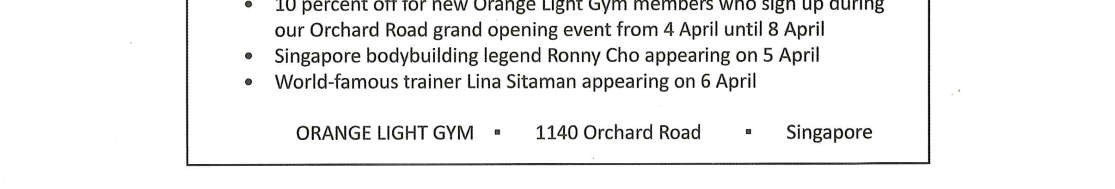 • 10 percent off for new Orange Light Gym members who sign up during
our Orchard Road grand opening event from 4 April until 8 April
• Singapore bodybuilding legend Ronny Cho appearing on 5 April
• World-famous trainer Lina Sitaman appearing on 6 April
ORANGE LIGHT GYM ▪ 1140 Orchard Road ▪ Singapore